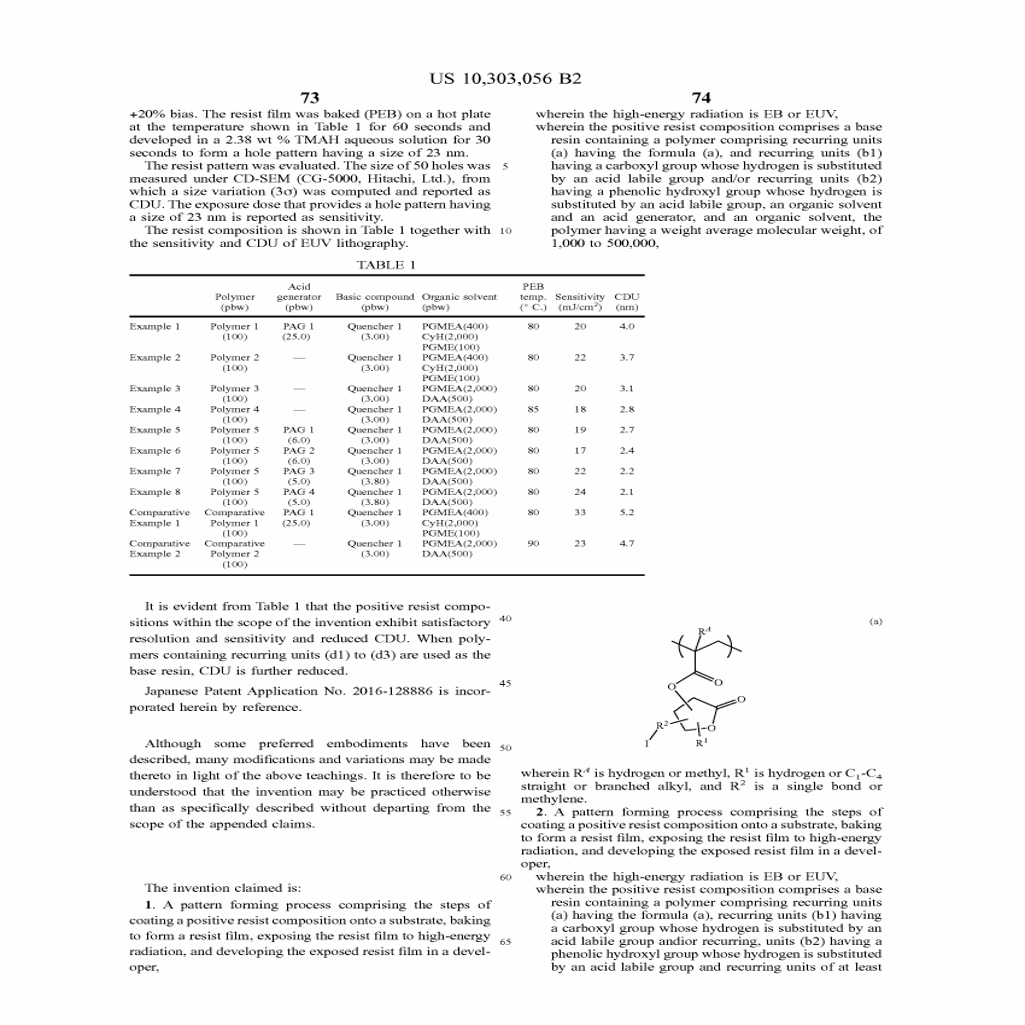 US 10,303,056 B2
73
+20% bias. The resist film was baked (PEB) on a hot plate
at the temperature shown in Table 1 for 60 seconds and
developed in a 2.38 wt % TMAH aqueous solution for 30
seconds to form a hole pattern having a size of 23 nm.
The resist pattern was evaluated. The size of 50 holes was
measured under CD-SEM (CG-5000, Hitachi, Ltd.), from
which a size variation (3σ) was computed and reported as
CDU. The exposure dose that provides a hole pattern having
a size of 23 nm is reported as sensitivity.
The resist composition is shown in Table 1 together with
the sensitivity and CDU of EUV lithography.
5
10
74
wherein the high-energy radiation is EB or EUV,
wherein the positive resist composition comprises a base
resin containing a polymer comprising recurring units
(a) having the formula (a), and recurring units (b1)
having a carboxyl group whose hydrogen is substituted
by an acid labile group and/or recurring units (b2)
having a phenolic hydroxyl group whose hydrogen is
substituted by an acid labile group, an organic solvent
and an acid generator, and an organic solvent, the
polymer having a weight average molecular weight, of
1,000 to 500,000,
TABLE 1
Acid PEB
Polymer generator Basic compound Organic solvent temp. Sensitivity CDU
(pbw) (pbw) (pbw) (pbw) (° C.) (mJ/cm²) (nm)
Example 1 Polymer 1 PAG 1 Quencher 1 PGMEA(400) 80 20 4.0
(100) (25.0) (3.00) CyH(2,000)
PGME(100)
Example 2 Polymer 2 — Quencher 1 PGMEA(400) 80 22 3.7
(100) (3.00) CyH(2,000)
PGME(100)
Example 3 Polymer 3 — Quencher 1 PGMEA(2,000) 80 20 3.1
(100) (3.00) DAA(500)
Example 4 Polymer 4 — Quencher 1 PGMEA(2,000) 85 18 2.8
(100) (3.00) DAA(500)
Example 5 Polymer 5 PAG 1 Quencher 1 PGMEA(2,000) 80 19 2.7
(100) (6.0) (3.00) DAA(500)
Example 6 Polymer 5 PAG 2 Quencher 1 PGMEA(2,000) 80 17 2.4
(100) (6.0) (3.00) DAA(500)
Example 7 Polymer 5 PAG 3 Quencher 1 PGMEA(2,000) 80 22 2.2
(100) (5.0) (3.80) DAA(500)
Example 8 Polymer 5 PAG 4 Quencher 1 PGMEA(2,000) 80 24 2.1
(100) (5.0) (3.80) DAA(500)
Comparative Comparative PAG 1 Quencher 1 PGMEA(400) 80 33 5.2
Example 1 Polymer 1 (25.0) (3.00) CyH(2,000)
(100) PGME(100)
Comparative Comparative — Quencher 1 PGMEA(2,000) 90 23 4.7
Example 2 Polymer 2 (3.00) DAA(500)
(100)
It is evident from Table 1 that the positive resist compo-
sitions within the scope of the invention exhibit satisfactory
resolution and sensitivity and reduced CDU. When poly-
mers containing recurring units (d1) to (d3) are used as the
base resin, CDU is further reduced.
Japanese Patent Application No. 2016-128886 is incor-
porated herein by reference.
Although some preferred embodiments have been
described, many modifications and variations may be made
thereto in light of the above teachings. It is therefore to be
understood that the invention may be practiced otherwise
than as specifically described without departing from the
scope of the appended claims.
The invention claimed is:
1. A pattern forming process comprising the steps of
coating a positive resist composition onto a substrate, baking
to form a resist film, exposing the resist film to high-energy
radiation, and developing the exposed resist film in a devel-
oper,
40
45
50
55
60
65
(a)
R^A
O
O
O
R²
O
I
R¹
wherein R^A is hydrogen or methyl, R¹ is hydrogen or C₁-C₄
straight or branched alkyl, and R² is a single bond or
methylene.
2. A pattern forming process comprising the steps of
coating a positive resist composition onto a substrate, baking
to form a resist film, exposing the resist film to high-energy
radiation, and developing the exposed resist film in a devel-
oper,
wherein the high-energy radiation is EB or EUV,
wherein the positive resist composition comprises a base
resin containing a polymer comprising recurring units
(a) having the formula (a), recurring units (b1) having
a carboxyl group whose hydrogen is substituted by an
acid labile group andior recurring, units (b2) having a
phenolic hydroxyl group whose hydrogen is substituted
by an acid labile group and recurring units of at least